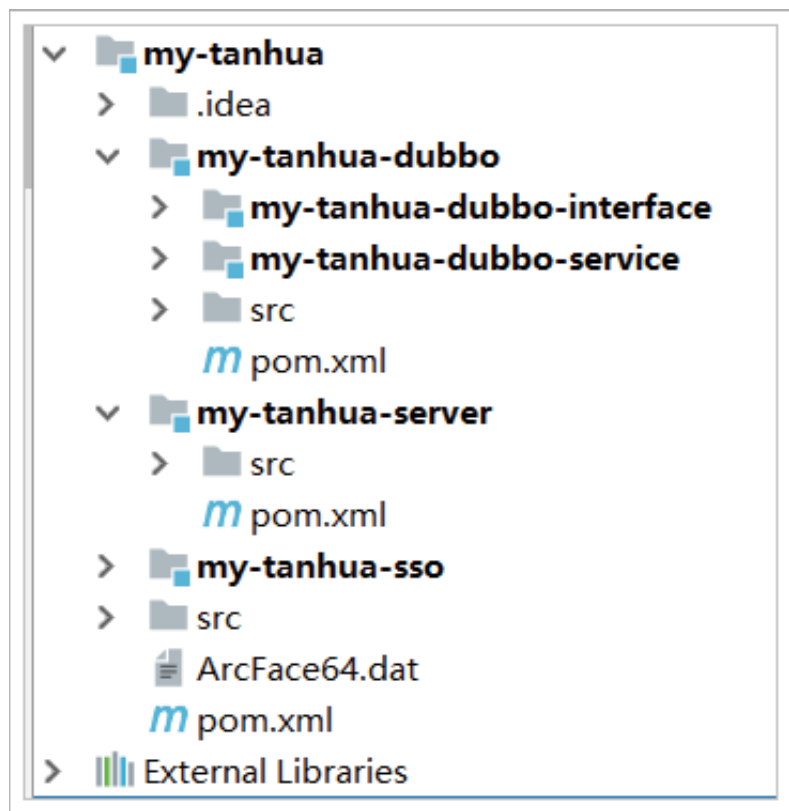 my-tanhua
.idea
my-tanhua-dubbo
my-tanhua-dubbo-interface
my-tanhua-dubbo-service
src
m pom.xml
my-tanhua-server
src
m pom.xml
my-tanhua-sso
src
ArcFace64.dat
m pom.xml
External Libraries